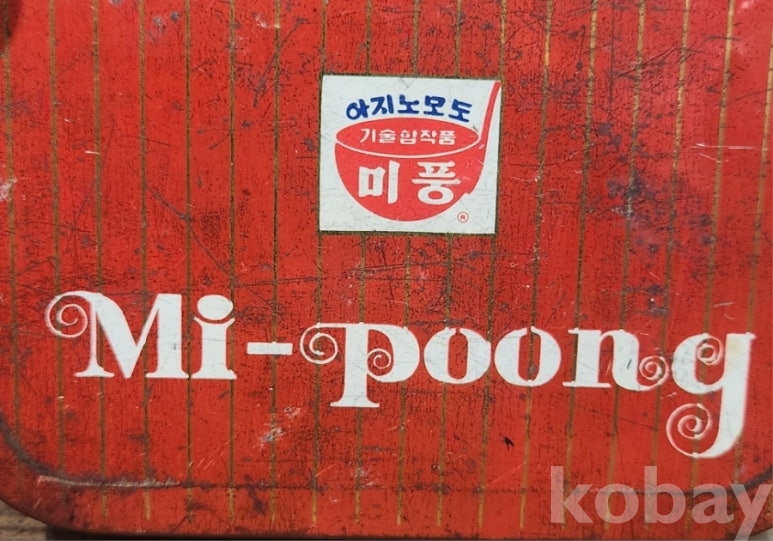 아지노모도
기술합작품
미풍
®
Mi-poong
kobay